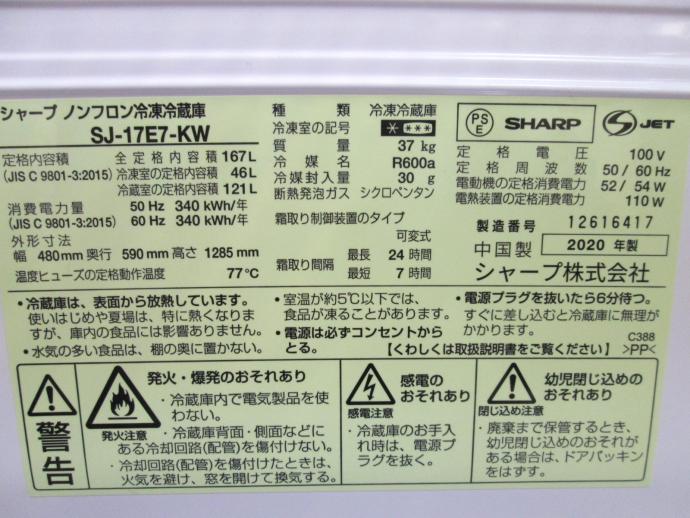 シャープ ノンフロン冷凍冷蔵庫
SJ-17E7-KW
定格内容積
(JIS C 9801-3:2015)
全定格内容積 167L
冷凍室の定格内容積 46L
冷蔵室の定格内容積 121L
消費電力量
(JIS C 9801-3:2015)
50 Hz 340 kWh/年
60 Hz 340 kWh/年
外形寸法
幅 480mm 奥行 590mm 高さ 1285mm
温度ヒューズの定格動作温度 77℃
種類 冷凍冷蔵庫
冷凍室の記号 * ***
質量 37 kg
冷媒名 R600a
冷媒封入量 30 g
断熱発泡ガス シクロペンタン
霜取り制御装置のタイプ
可変式
霜取り間隔
最長 24 時間
最短 7 時間
PS
E
SHARP
S JET
定格電圧 100 V
定格周波数 50 / 60 Hz
電動機の定格消費電力 52 / 54 W
電熱装置の定格消費電力 110 W
製造番号 12616417
中国製 2020 年製
シャープ株式会社
• 冷蔵庫は、表面から放熱しています。
使いはじめや夏場は、特に熱くなりま
すが、庫内の食品には影響ありません。
• 水気の多い食品は、棚の奥に置かない。
• 室温が約5℃以下では、
食品が凍ることがあります。
• 電源は必ずコンセントから
とる。
• 電源プラグを抜いたら6分待つ。
すぐに差し込むと冷蔵庫に無理が
かかります。
【くわしくは取扱説明書をご覧ください】
C388
>PP<
警告
発火・爆発のおそれあり
発火注意
・冷蔵庫内で電気製品を使
わない。
・冷蔵庫背面・側面などに
ある冷却回路(配管)を傷付けない。
・冷却回路(配管)を傷付けたときは、
火気を避け、窓を開けて換気する。
感電の
おそれあり
感電注意
・冷蔵庫のお手入
れ時は、電源プ
ラグを抜く。
幼児閉じ込めの
おそれあり
閉じ込め注意
・廃棄まで保管するとき、
幼児閉じ込めのおそれが
ある場合は、ドアパッキン
をはずす。